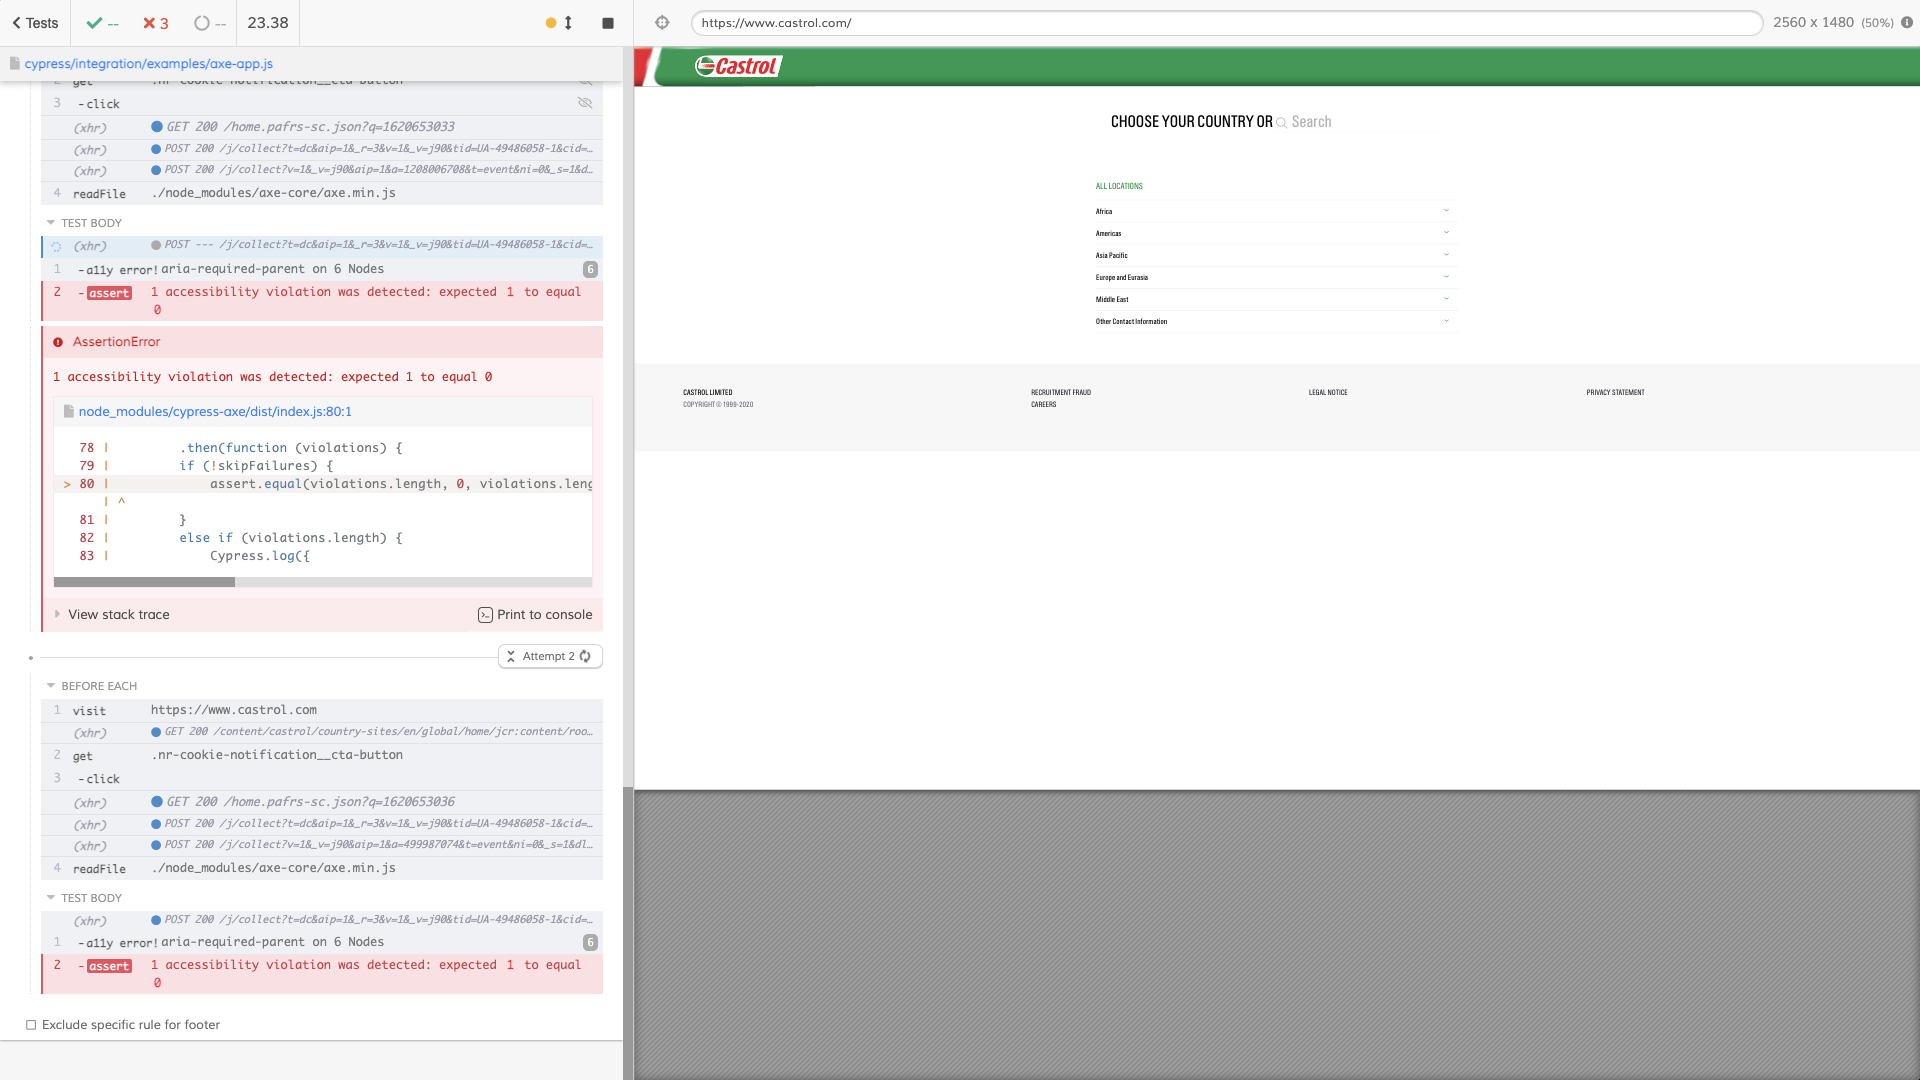 Tests
--
3
--
23.38
https://www.castrol.com/
2560 x 1480 (50%)
cypress/integration/examples/axe-app.js
2 get .nr-cookie-notification__cta-button
3 -click
(xhr) GET 200 /home.pafrs-sc.json?q=1620653033
(xhr) POST 200 /j/collect?t=dc&aip=1&_r=3&v=1&_v=j90&tid=UA-49486058-1&cid=…
(xhr) POST 200 /j/collect?v=1&_v=j90&aip=1&a=1208006708&t=event&ni=0&_s=1&d…
4 readFile ./node_modules/axe-core/axe.min.js
TEST BODY
(xhr) POST --- /j/collect?t=dc&aip=1&_r=3&v=1&_v=j90&tid=UA-49486058-1&cid=…
1 -a11y error! aria-required-parent on 6 Nodes 6
2 -assert 1 accessibility violation was detected: expected 1 to equal
0
AssertionError
1 accessibility violation was detected: expected 1 to equal 0
node_modules/cypress-axe/dist/index.js:80:1
78 | .then(function (violations) {
79 | if (!skipFailures) {
> 80 | assert.equal(violations.length, 0, violations.leng
| ^
81 | }
82 | else if (violations.length) {
83 | Cypress.log({
View stack trace
Print to console
Attempt 2
BEFORE EACH
1 visit https://www.castrol.com
(xhr) GET 200 /content/castrol/country-sites/en/global/home/jcr:content/roo…
2 get .nr-cookie-notification__cta-button
3 -click
(xhr) GET 200 /home.pafrs-sc.json?q=1620653036
(xhr) POST 200 /j/collect?t=dc&aip=1&_r=3&v=1&_v=j90&tid=UA-49486058-1&cid=…
(xhr) POST 200 /j/collect?v=1&_v=j90&aip=1&a=499987074&t=event&ni=0&_s=1&dl…
4 readFile ./node_modules/axe-core/axe.min.js
TEST BODY
(xhr) POST 200 /j/collect?t=dc&aip=1&_r=3&v=1&_v=j90&tid=UA-49486058-1&cid=…
1 -a11y error! aria-required-parent on 6 Nodes 6
2 -assert 1 accessibility violation was detected: expected 1 to equal
0
Exclude specific rule for footer
Castrol
CHOOSE YOUR COUNTRY OR Search
ALL LOCATIONS
Africa
Americas
Asia Pacific
Europe and Eurasia
Middle East
Other Contact Information
CASTROL LIMITED
COPYRIGHT © 1999-2020
RECRUITMENT FRAUD
CAREERS
LEGAL NOTICE
PRIVACY STATEMENT